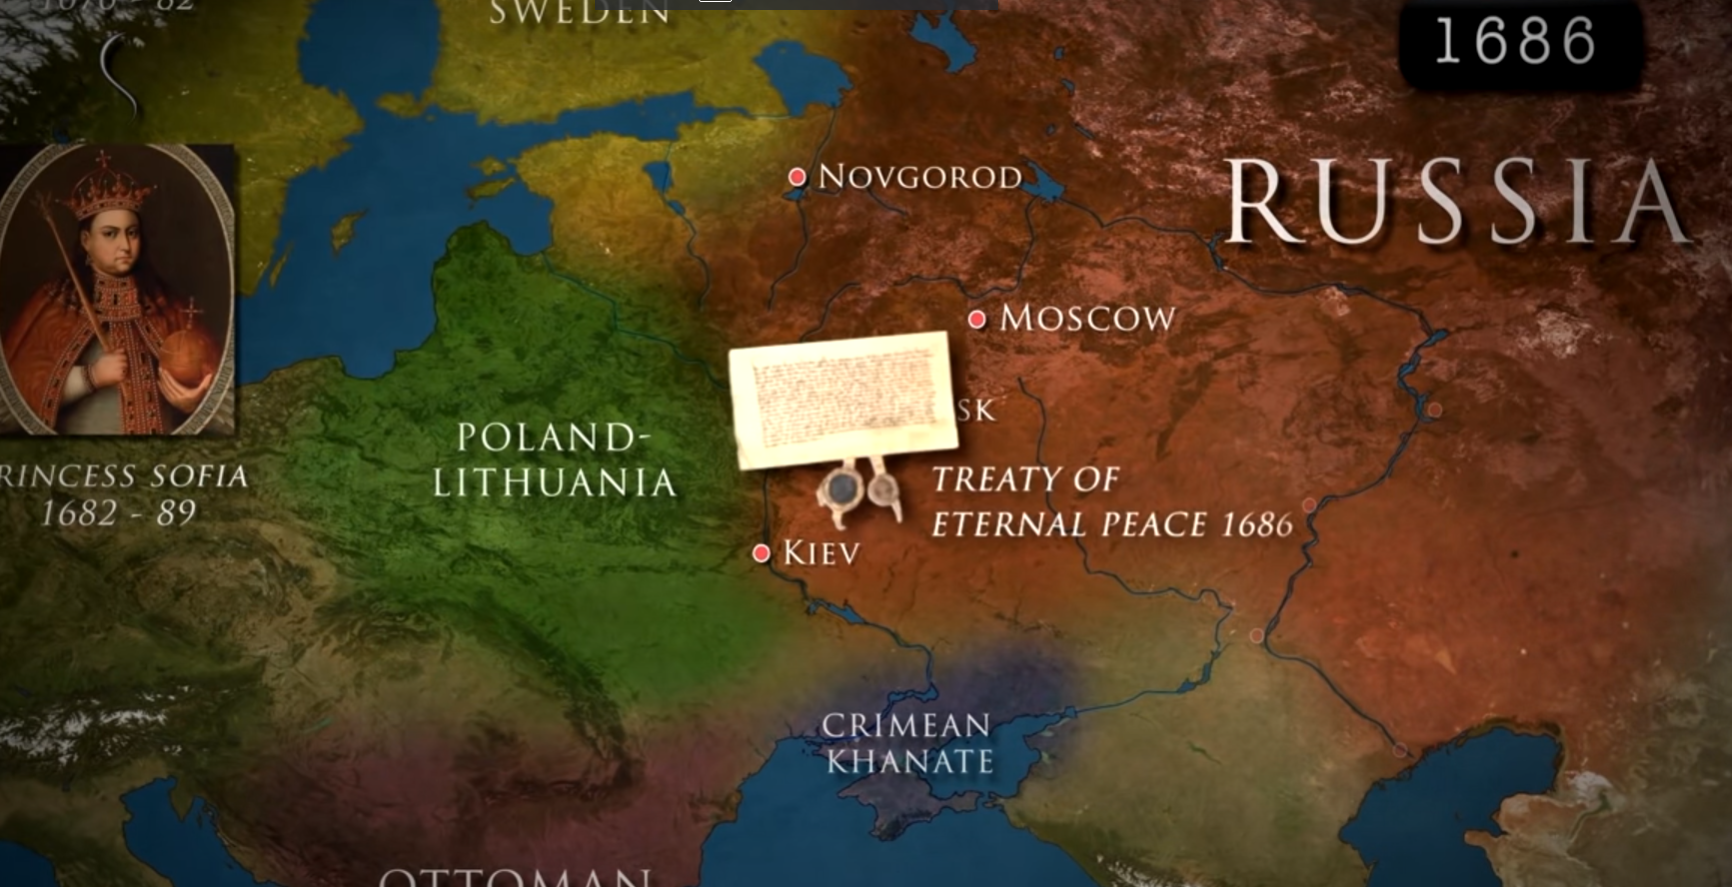 1676 - 82
SWEDEN
1686
NOVGOROD
RUSSIA
MOSCOW
SK
POLAND-
LITHUANIA
RINCESS SOFIA
1682 - 89
TREATY OF
ETERNAL PEACE 1686
KIEV
CRIMEAN
KHANATE
OTTOMAN